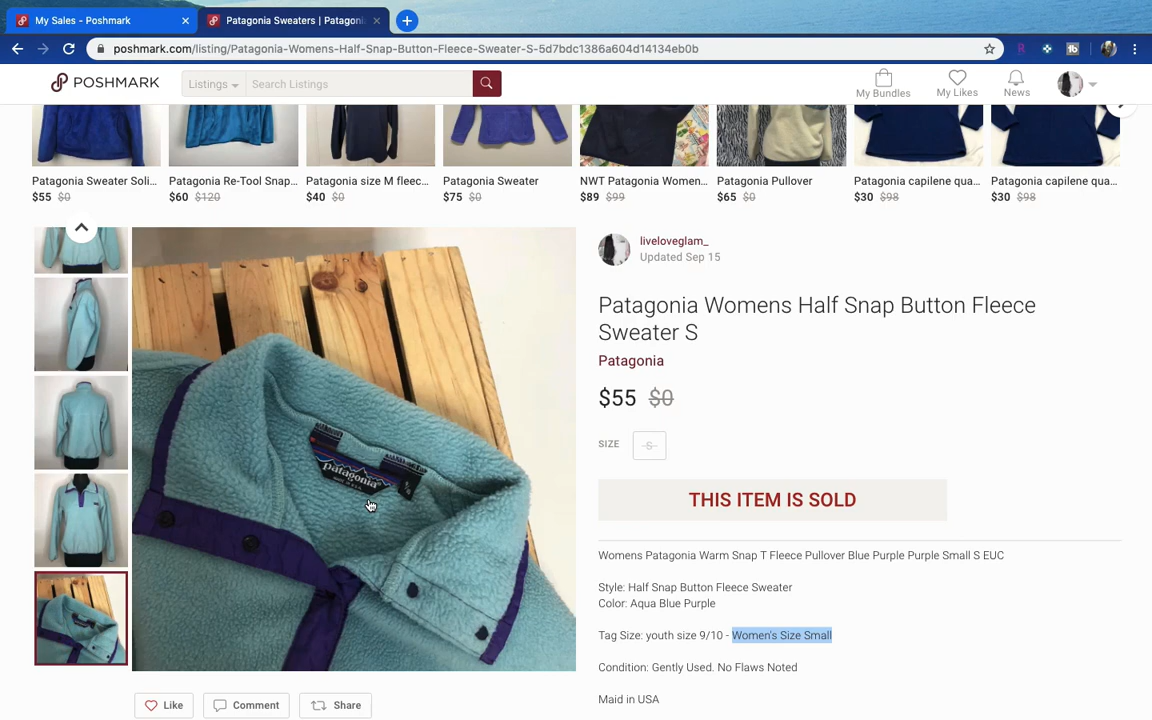 My Sales - Poshmark
Patagonia Sweaters | Patagoni
poshmark.com/listing/Patagonia-Womens-Half-Snap-Button-Fleece-Sweater-S-5d7bdc1386a604d14134eb0b
POSHMARK
Listings
Search Listings
My Bundles
My Likes
News
Patagonia Sweater Soli...
$55 $0
Patagonia Re-Tool Snap...
$60 $120
Patagonia size M fleec...
$40 $0
Patagonia Sweater
$75 $0
NWT Patagonia Women...
$89 $99
Patagonia Pullover
$65 $0
Patagonia capilene qua...
$30 $98
Patagonia capilene qua...
$30 $98
patagonia
liveloveglam_
Updated Sep 15
Patagonia Womens Half Snap Button Fleece
Sweater S
Patagonia
$55 $0
SIZE
S
THIS ITEM IS SOLD
Womens Patagonia Warm Snap T Fleece Pullover Blue Purple Purple Small S EUC
Style: Half Snap Button Fleece Sweater
Color: Aqua Blue Purple
Tag Size: youth size 9/10 - Women's Size Small
Condition: Gently Used. No Flaws Noted
Maid in USA
Like
Comment
Share